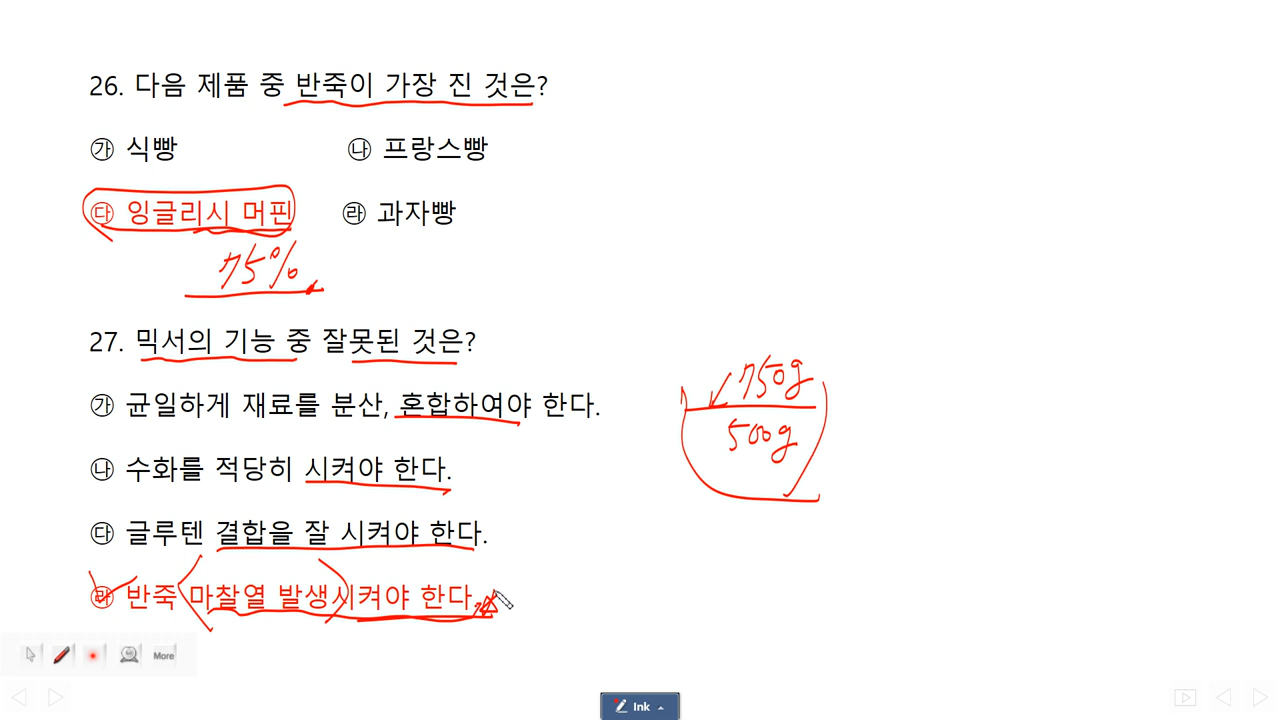 26. 다음 제품 중 반죽이 가장 진 것은?
㉮ 식빵 ㉯ 프랑스빵
㉰ 잉글리시 머핀 ㉱ 과자빵
75%
27. 믹서의 기능 중 잘못된 것은?
㉮ 균일하게 재료를 분산, 혼합하여야 한다.
750g
500g
㉯ 수화를 적당히 시켜야 한다.
㉰ 글루텐 결합을 잘 시켜야 한다.
㉱ 반죽 마찰열 발생시켜야 한다.
More
Ink